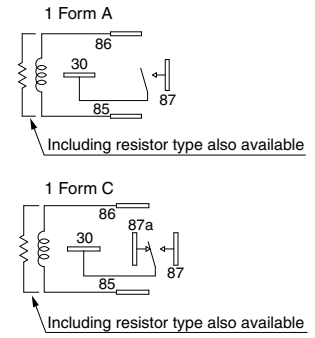 1 Form A
86
30
85
87
Including resistor type also available
1 Form C
86
87a
30
85
87
Including resistor type also available